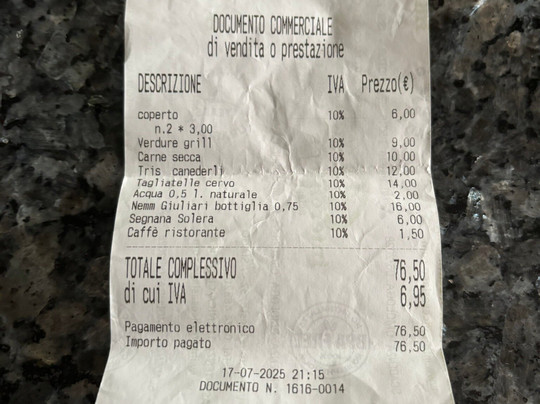 DOCUMENTO COMMERCIALE
di vendita o prestazione
DESCRIZIONE IVA Prezzo(€)
coperto 10% 6,00
n.2 * 3,00
Verdure grill 10% 9,00
Carne secca 10% 10,00
Tris canederli 10% 12,00
Tagliatelle cervo 10% 14,00
Acqua 0,5 l. naturale 10% 2,00
Nemm Giuliari bottiglia 0,75 10% 16,00
Segnana Solera 10% 6,00
Caffè ristorante 10% 1,50
TOTALE COMPLESSIVO 76,50
di cui IVA 6,95
Pagamento elettronico 76,50
Importo pagato 76,50
17-07-2025 21:15
DOCUMENTO N. 1616-0014